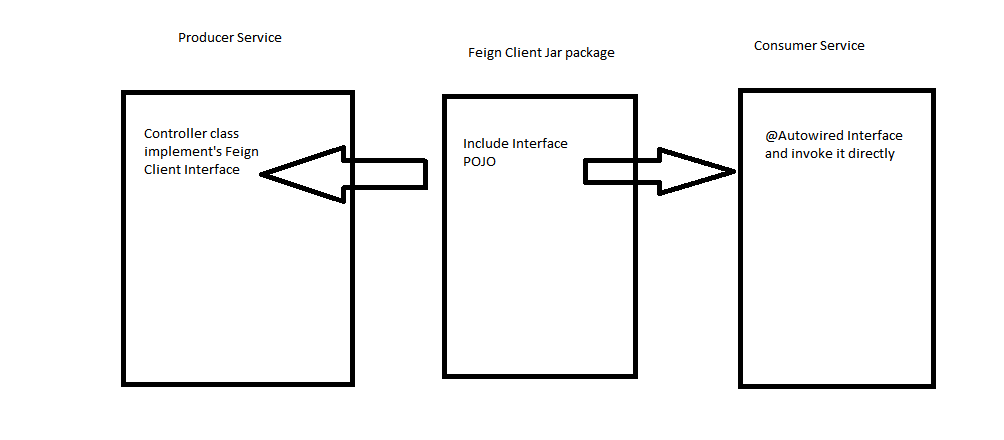 Producer Service
Feign Client Jar package
Consumer Service
Controller class
implement's Feign
Client Interface
Include Interface
POJO
@Autowired Interface
and invoke it directly